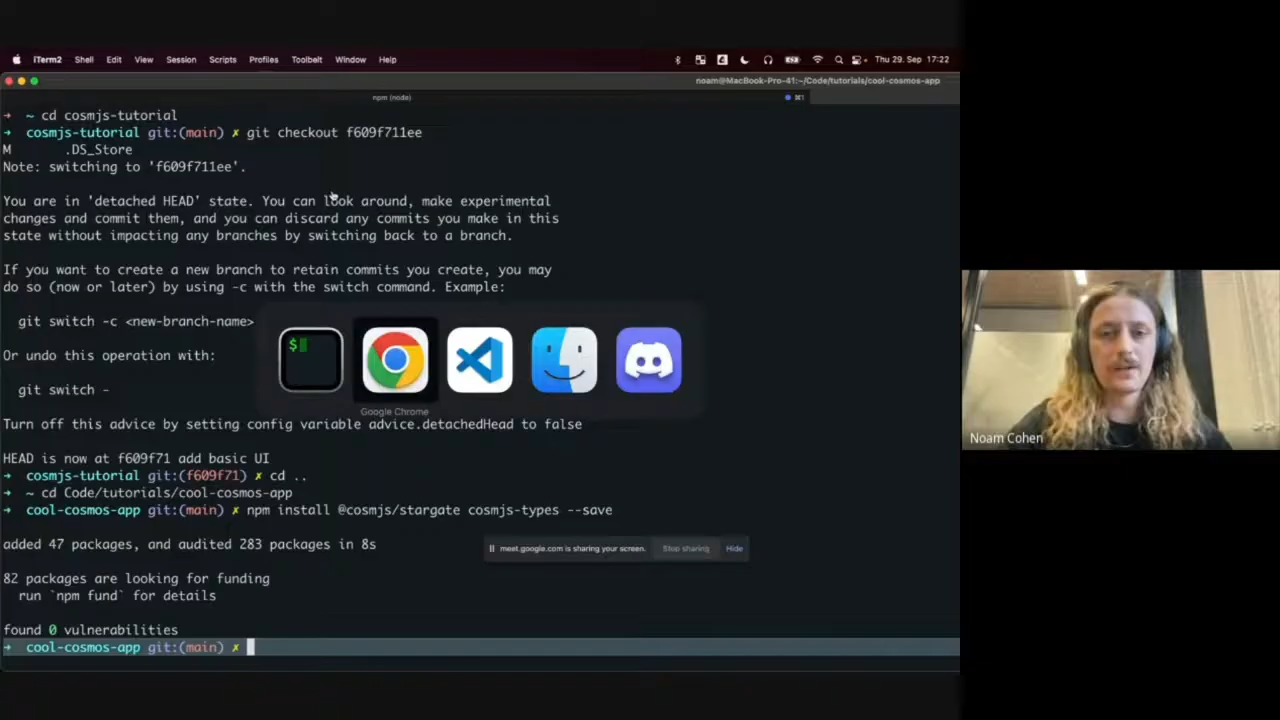 iTerm2 Shell Edit View Session Scripts Profiles Toolbelt Window Help Thu 29. Sep 17:22
noam@MacBook-Pro-41:~/Code/tutorials/cool-cosmos-app
npm (node) ⌘1
→ ~ cd cosmjs-tutorial
→ cosmjs-tutorial git:(main) ✗ git checkout f609f711ee
M .DS_Store
Note: switching to 'f609f711ee'.
You are in 'detached HEAD' state. You can look around, make experimental
changes and commit them, and you can discard any commits you make in this
state without impacting any branches by switching back to a branch.
If you want to create a new branch to retain commits you create, you may
do so (now or later) by using -c with the switch command. Example:
git switch -c <new-branch-name>
Or undo this operation with:
git switch -
$
Google Chrome
Turn off this advice by setting config variable advice.detachedHead to false
HEAD is now at f609f71 add basic UI
→ cosmjs-tutorial git:(f609f71) ✗ cd ..
→ ~ cd Code/tutorials/cool-cosmos-app
→ cool-cosmos-app git:(main) ✗ npm install @cosmjs/stargate cosmjs-types --save
added 47 packages, and audited 283 packages in 8s
meet.google.com is sharing your screen. Stop sharing Hide
82 packages are looking for funding
run `npm fund` for details
found 0 vulnerabilities
→ cool-cosmos-app git:(main) ✗
Noam Cohen